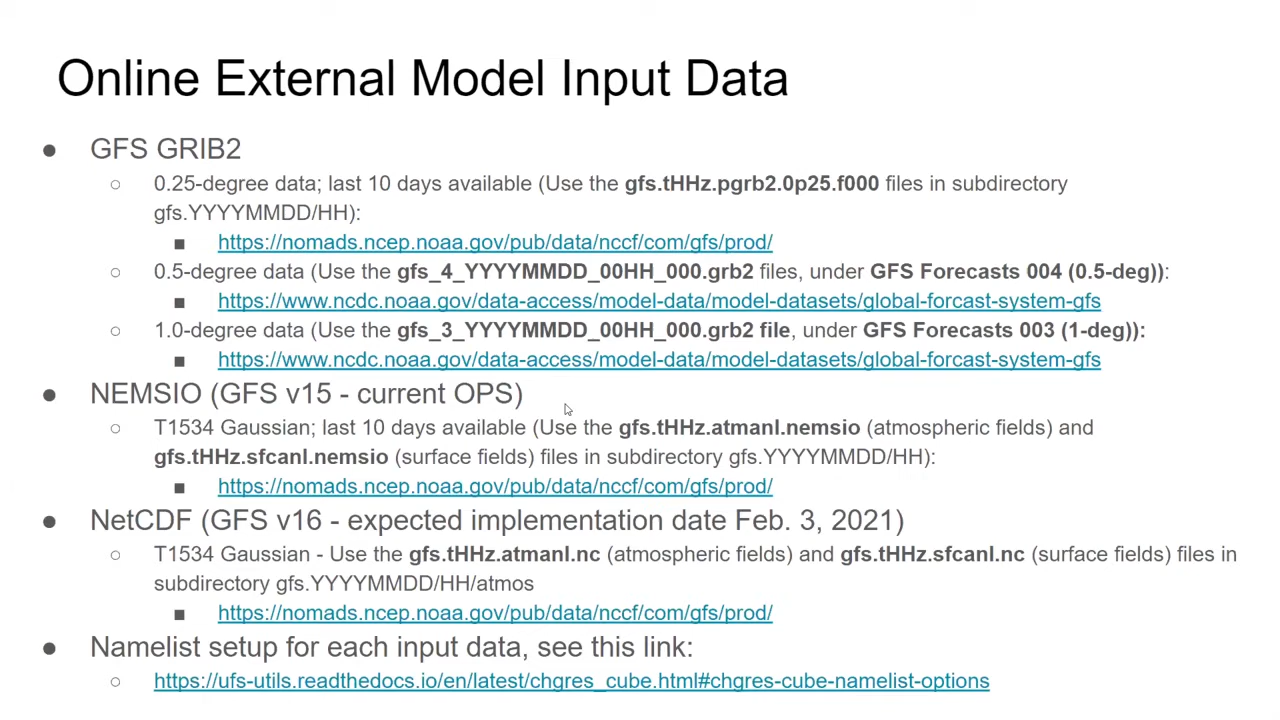 Online External Model Input Data
● GFS GRIB2
○ 0.25-degree data; last 10 days available (Use the gfs.tHHz.pgrb2.0p25.f000 files in subdirectory
gfs.YYYYMMDD/HH):
■ https://nomads.ncep.noaa.gov/pub/data/nccf/com/gfs/prod/
○ 0.5-degree data (Use the gfs_4_YYYYMMDD_00HH_000.grb2 files, under GFS Forecasts 004 (0.5-deg)):
■ https://www.ncdc.noaa.gov/data-access/model-data/model-datasets/global-forcast-system-gfs
○ 1.0-degree data (Use the gfs_3_YYYYMMDD_00HH_000.grb2 file, under GFS Forecasts 003 (1-deg)):
■ https://www.ncdc.noaa.gov/data-access/model-data/model-datasets/global-forcast-system-gfs
● NEMSIO (GFS v15 - current OPS)
○ T1534 Gaussian; last 10 days available (Use the gfs.tHHz.atmanl.nemsio (atmospheric fields) and
gfs.tHHz.sfcanl.nemsio (surface fields) files in subdirectory gfs.YYYYMMDD/HH):
■ https://nomads.ncep.noaa.gov/pub/data/nccf/com/gfs/prod/
● NetCDF (GFS v16 - expected implementation date Feb. 3, 2021)
○ T1534 Gaussian - Use the gfs.tHHz.atmanl.nc (atmospheric fields) and gfs.tHHz.sfcanl.nc (surface fields) files in
subdirectory gfs.YYYYMMDD/HH/atmos
■ https://nomads.ncep.noaa.gov/pub/data/nccf/com/gfs/prod/
● Namelist setup for each input data, see this link:
○ https://ufs-utils.readthedocs.io/en/latest/chgres_cube.html#chgres-cube-namelist-options